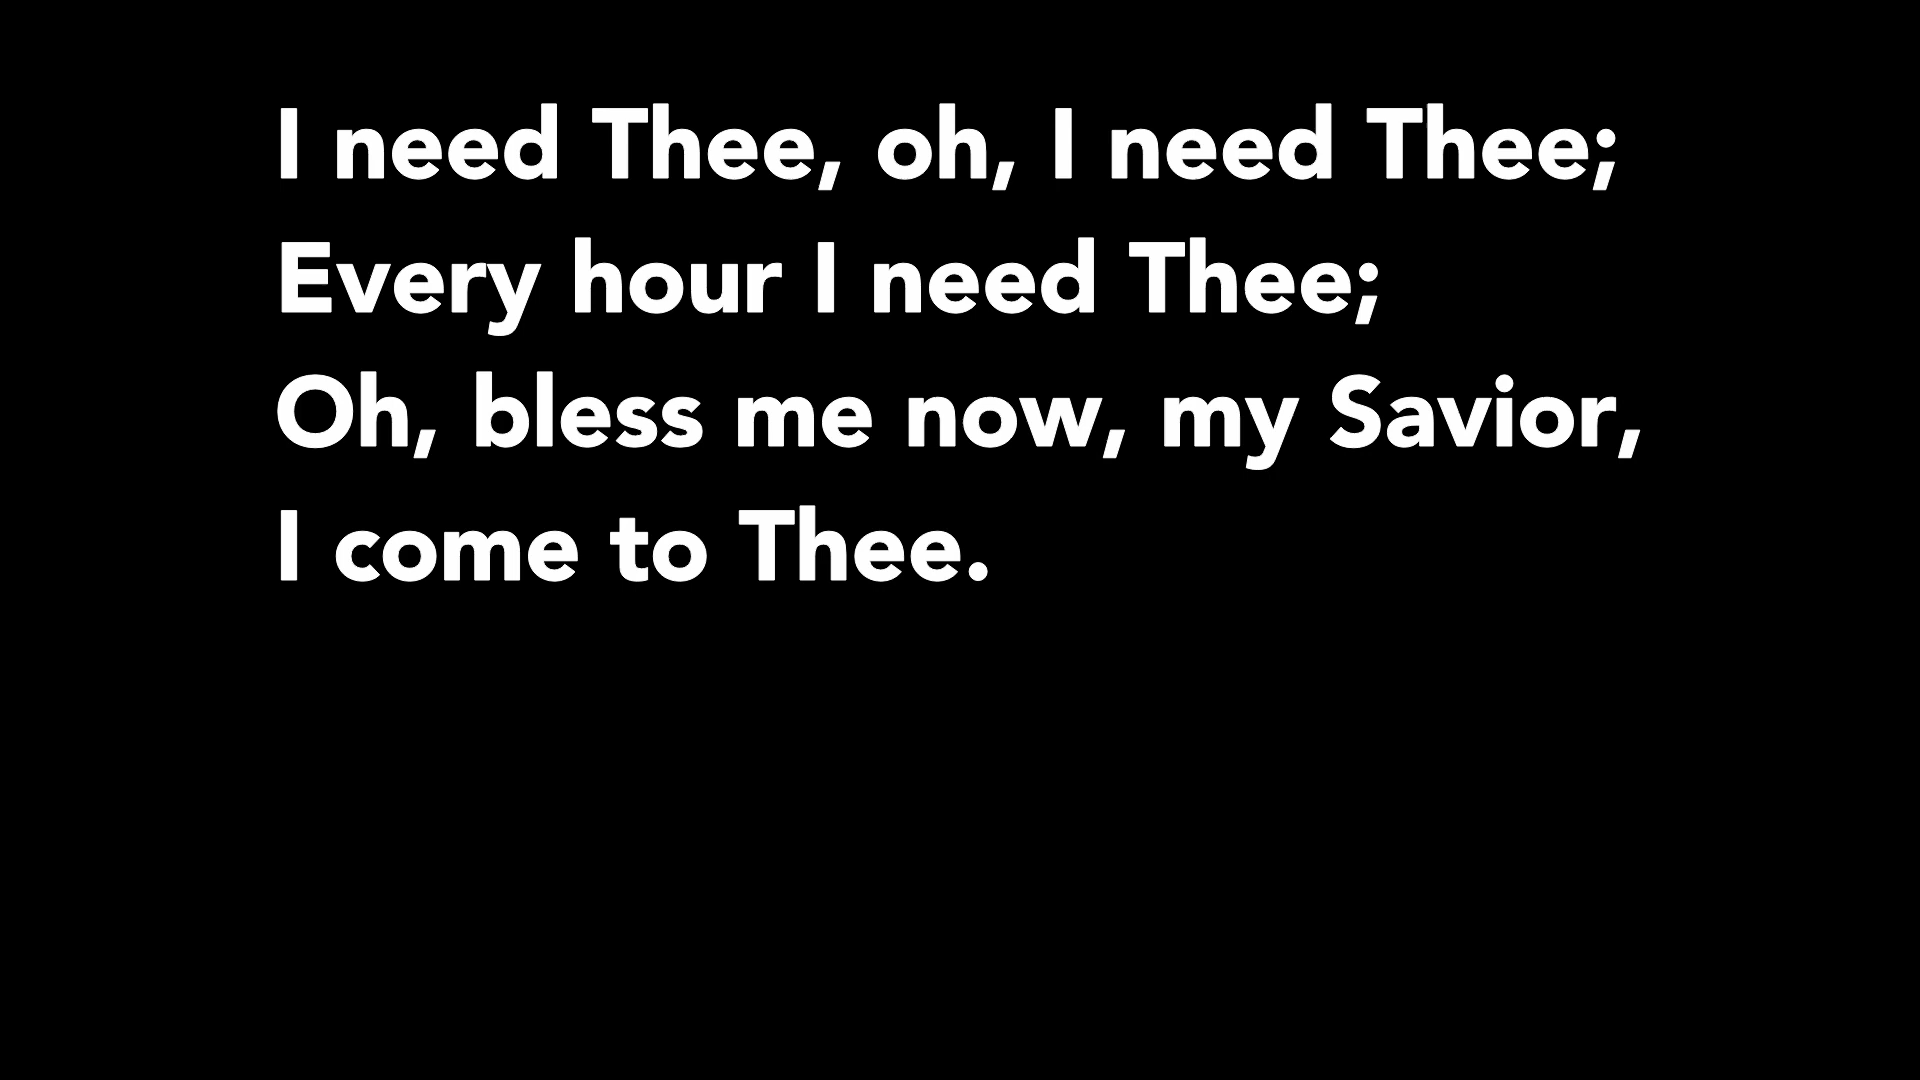 I need Thee, oh, I need Thee;
Every hour I need Thee;
Oh, bless me now, my Savior,
I come to Thee.